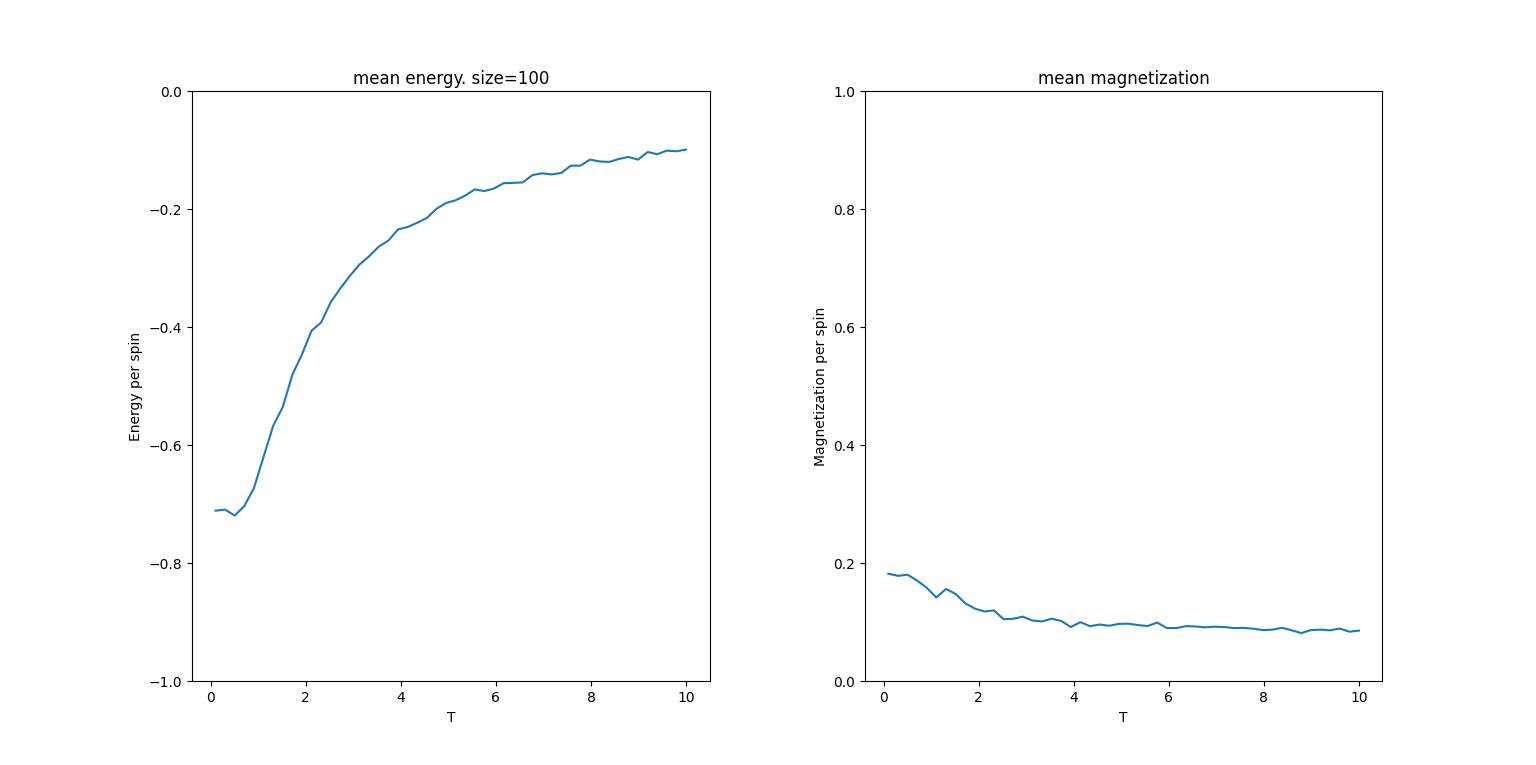 mean energy. size=100
0.0
−0.2
−0.4
−0.6
−0.8
−1.0
Energy per spin
0 2 4 6 8 10
T
mean magnetization
1.0
0.8
0.6
0.4
0.2
0.0
Magnetization per spin
0 2 4 6 8 10
T